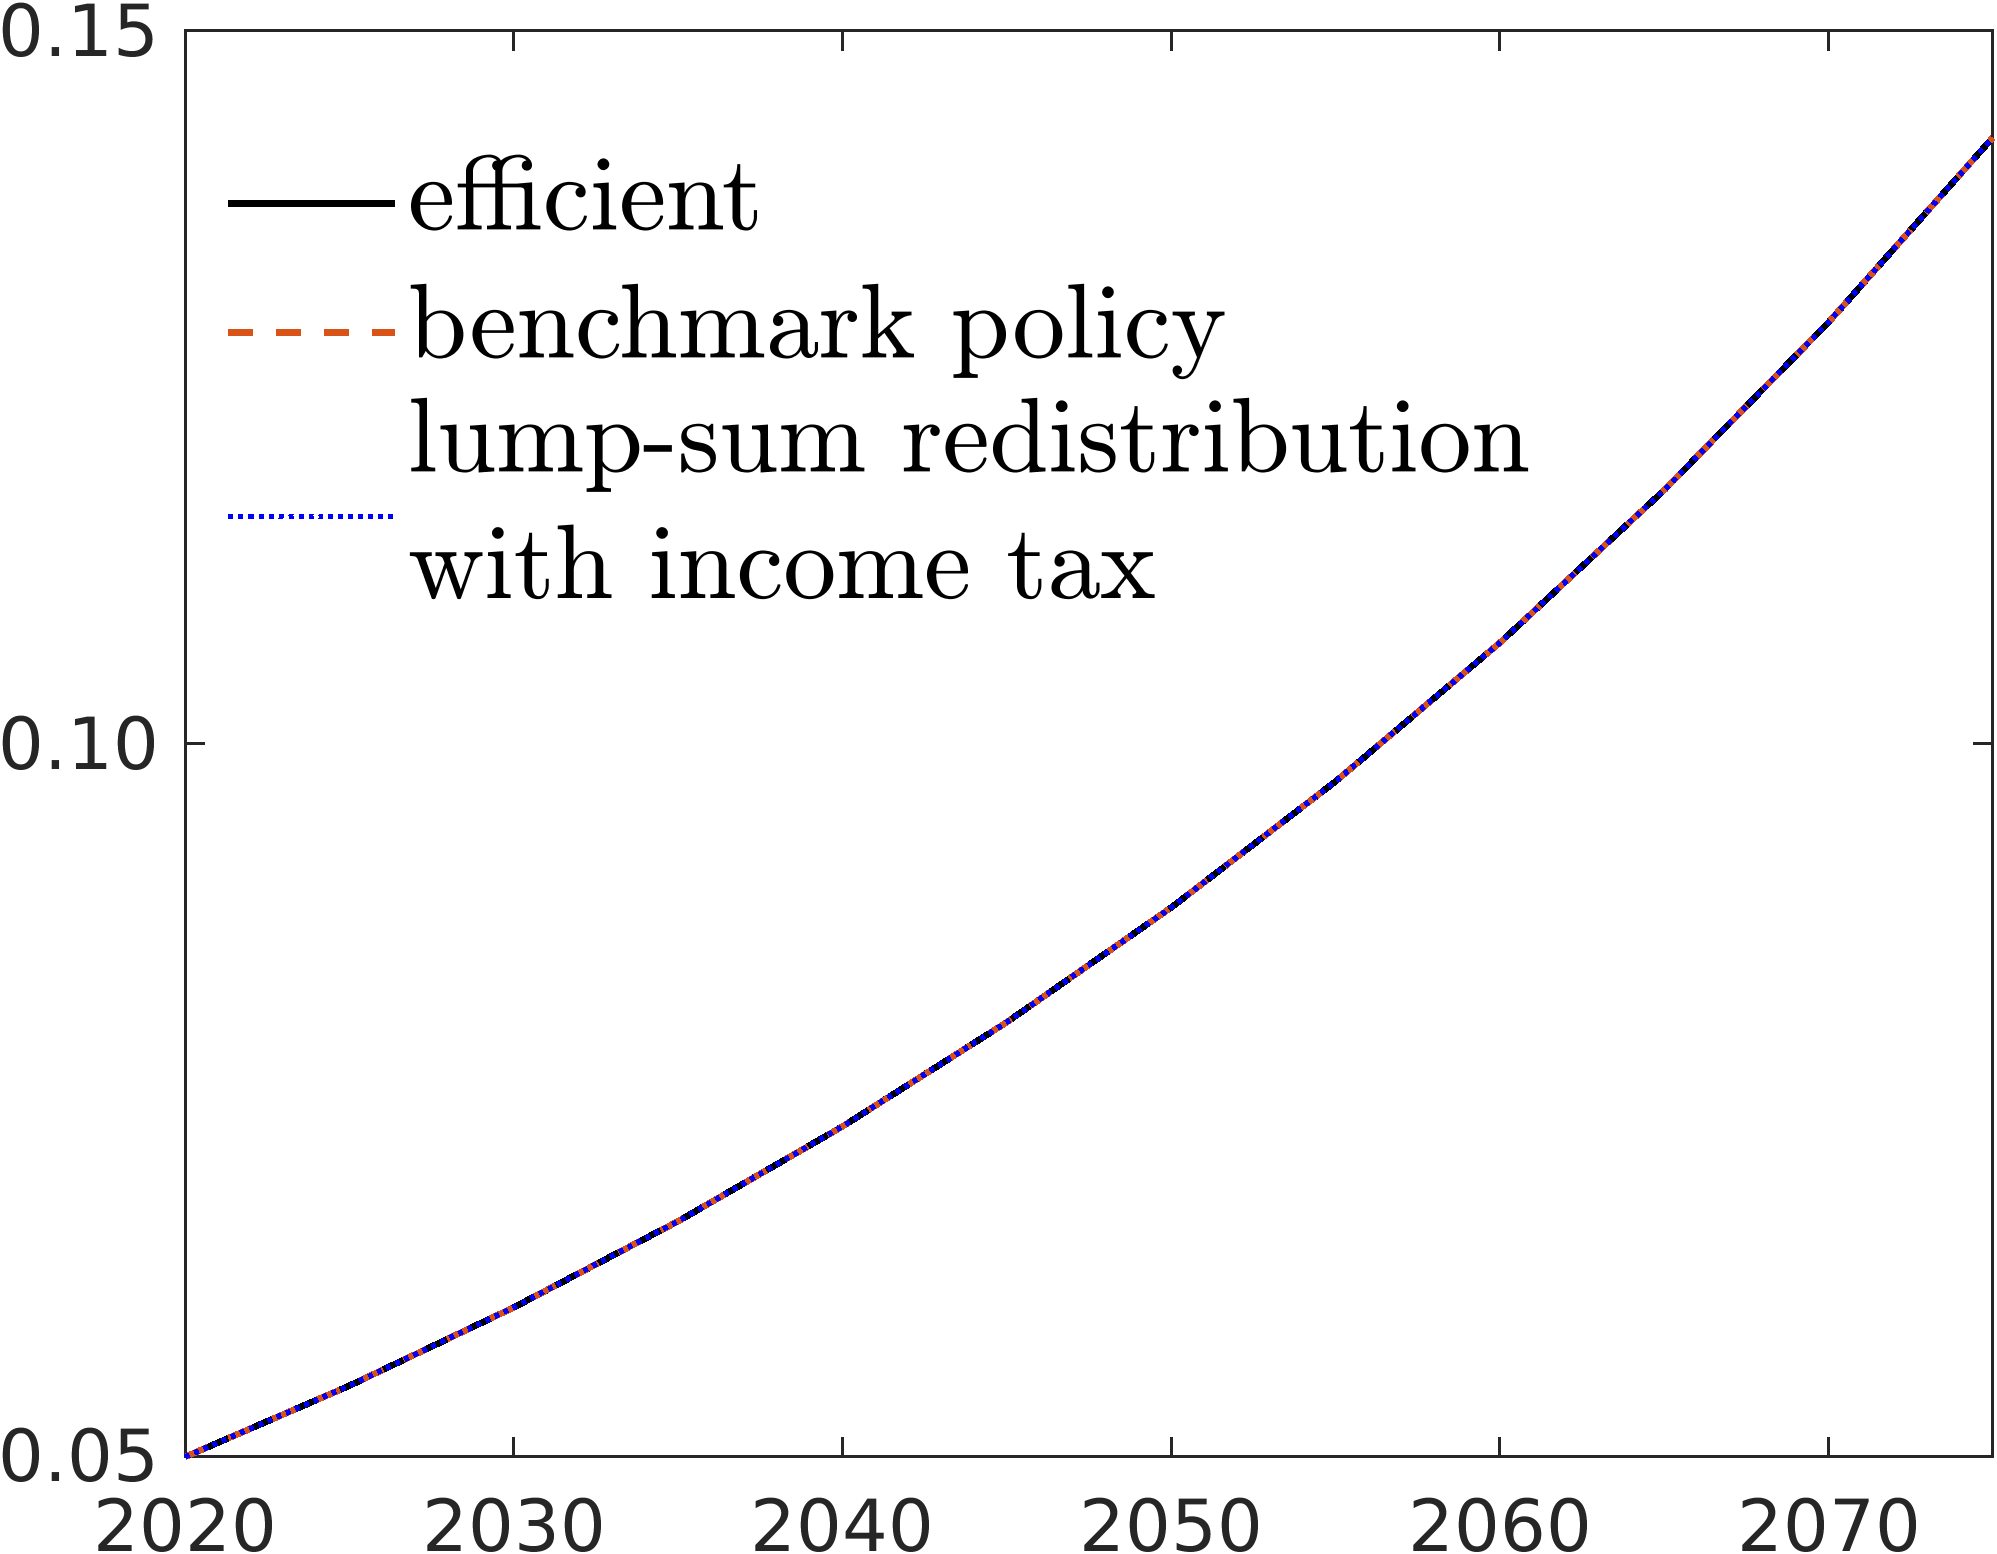 0.15
efficient
benchmark policy
lump-sum redistribution
with income tax
0.10
0.05
2020 2030 2040 2050 2060 2070